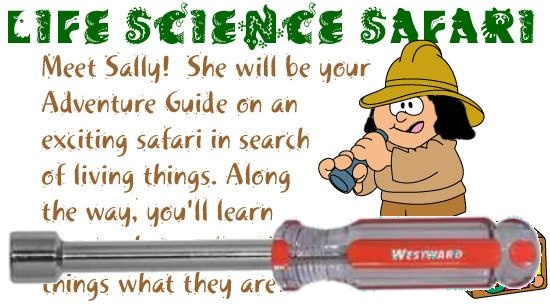 LIFE SCIENCE SAFARI
Meet Sally! She will be your
Adventure Guide on an
exciting safari in search
of living things. Along
the way, you'll learn
WESTWARD
things what they are